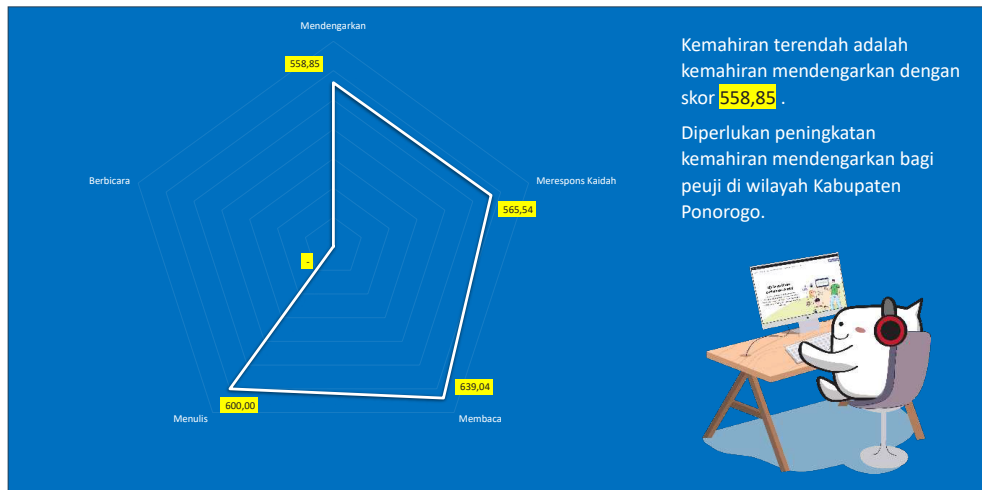 Mendengarkan
558,85
Berbicara
Merespons Kaidah
565,54
-
639,04
600,00
Menulis
Membaca
Kemahiran terendah adalah
kemahiran mendengarkan dengan
skor 558,85 .
Diperlukan peningkatan
kemahiran mendengarkan bagi
peuji di wilayah Kabupaten
Ponorogo.